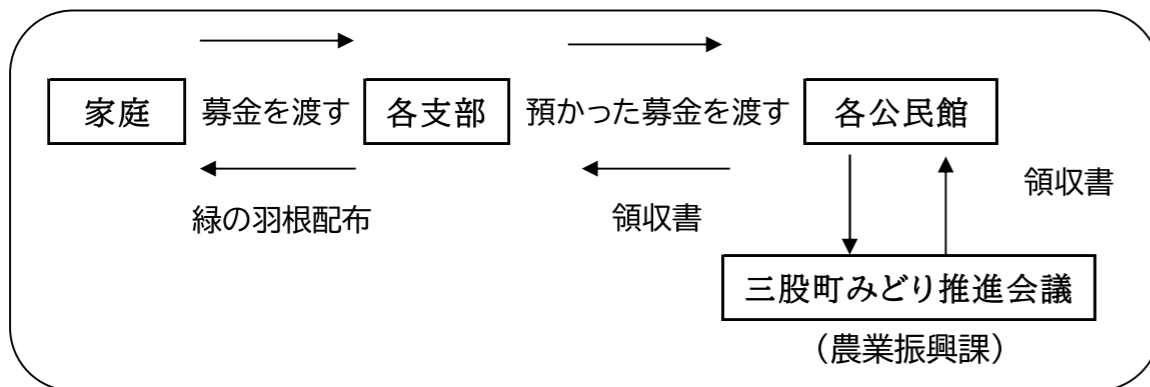 家庭 募金を渡す 各支部 預かった募金を渡す 各公民館
緑の羽根配布 領収書 領収書
三股町みどり推進会議
（農業振興課）